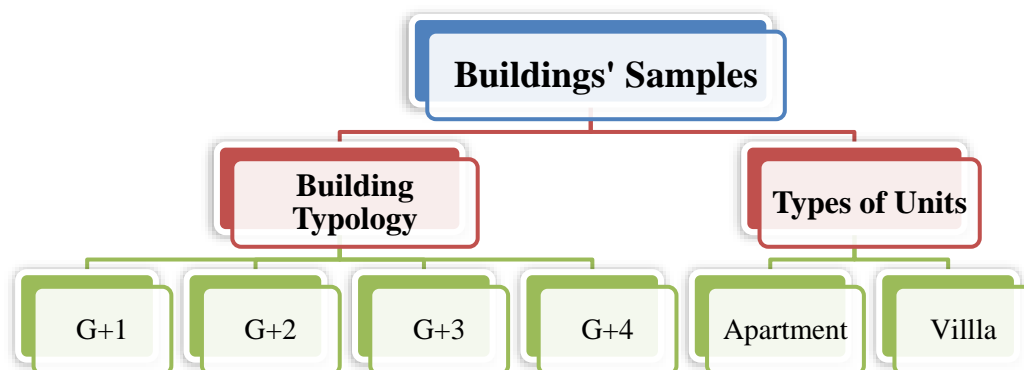 Buildings' Samples
Building
Typology
Types of Units
G+1
G+2
G+3
G+4
Apartment
Villla